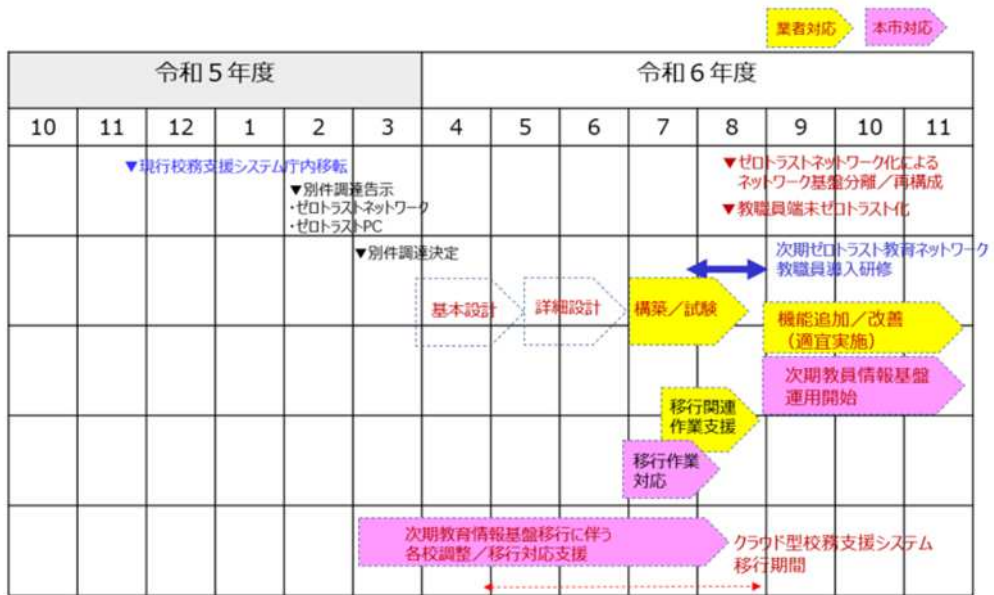 業者対応
本市対応
令和5年度
令和6年度
10
11
12
1
2
3
4
5
6
7
8
9
10
11
▼現行校務支援システム庁内移転
▼別件調達告示
・ゼロトラストネットワーク
・ゼロトラストPC
▼ゼロトラストネットワーク化による
ネットワーク基盤分離/再構成
▼教職員端末ゼロトラスト化
▼別件調達決定
次期ゼロトラスト教育ネットワーク
教職員導入研修
基本設計
詳細設計
構築/試験
機能追加/改善
(適宜実施)
次期教員情報基盤
運用開始
移行関連
作業支援
移行作業
対応
次期教育情報基盤移行に伴う
各校調整/移行対応支援
クラウド型校務支援システム
移行期間